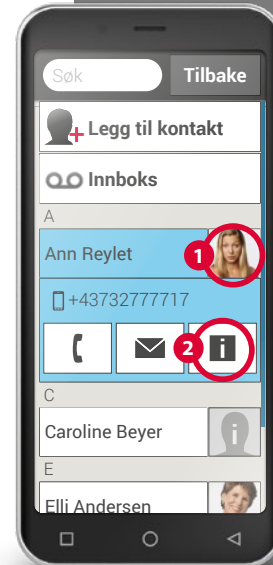 Søk
Tilbake
Legg til kontakt
Innboks
A
Ann Reylet
1
+43732777717
2
i
C
Caroline Beyer
i
E
Elli Andersen